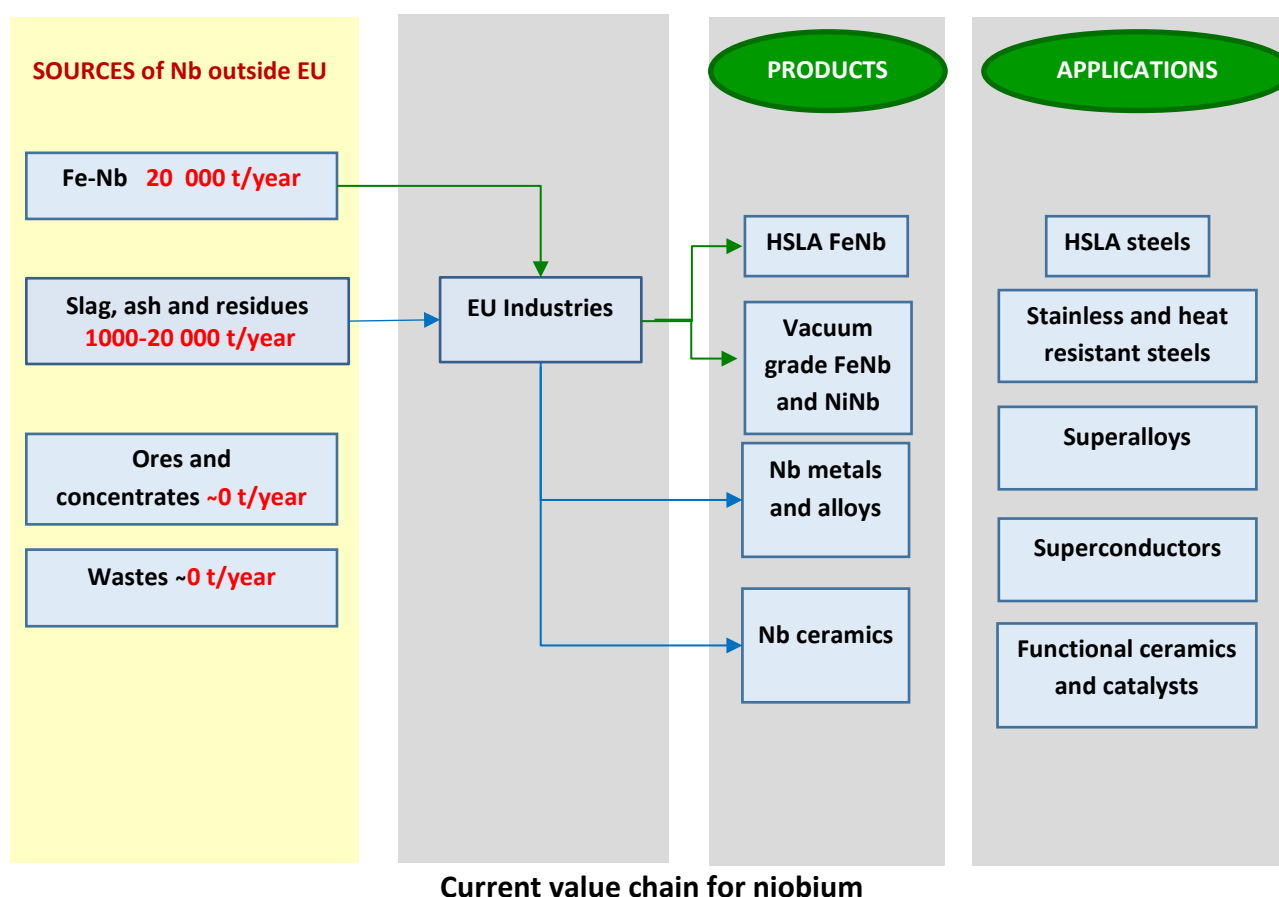 SOURCES of Nb outside EU
Fe-Nb 20 000 t/year
Slag, ash and residues
1000-20 000 t/year
Ores and
concentrates ~0 t/year
Wastes ~0 t/year
EU Industries
PRODUCTS
HSLA FeNb
Vacuum
grade FeNb
and NiNb
Nb metals
and alloys
Nb ceramics
APPLICATIONS
HSLA steels
Stainless and heat
resistant steels
Superalloys
Superconductors
Functional ceramics
and catalysts
Current value chain for niobium